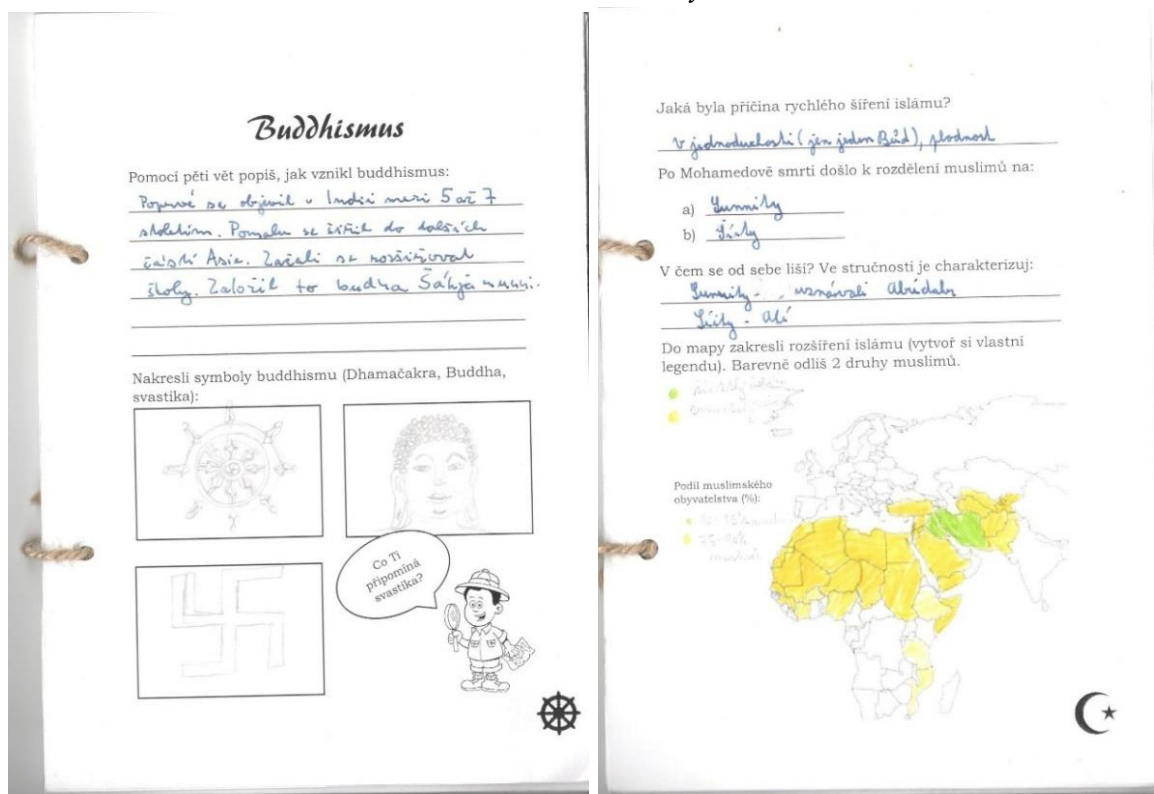 Buddhismus
Pomocí pěti vět popiš, jak vznikl buddhismus:
Poprvé se objevil v Indii mezi 5 až 7
stoletím. Pomalu se šířil do dalších
částí Asie. Začali se rozšiřovat
školy. Založil to budha Šákjamuni.
Nakresli symboly buddhismu (Dhamačakra, Buddha,
svastika):
Co Ti
připomíná
svastika?
Jaká byla příčina rychlého šíření islámu?
V jednoduchosti (jen jeden Bůh), plodnost
Po Mohamedově smrti došlo k rozdělení muslimů na:
a) Sunnity
b) Šíity
V čem se od sebe liší? Ve stručnosti je charakterizuj:
Sunnity - uznávali
Šíity - Alí
Do mapy zakresli rozšíření islámu (vytvoř si vlastní
legendu). Barevně odliš 2 druhy muslimů.
Podíl muslimského
obyvatelstva (%):